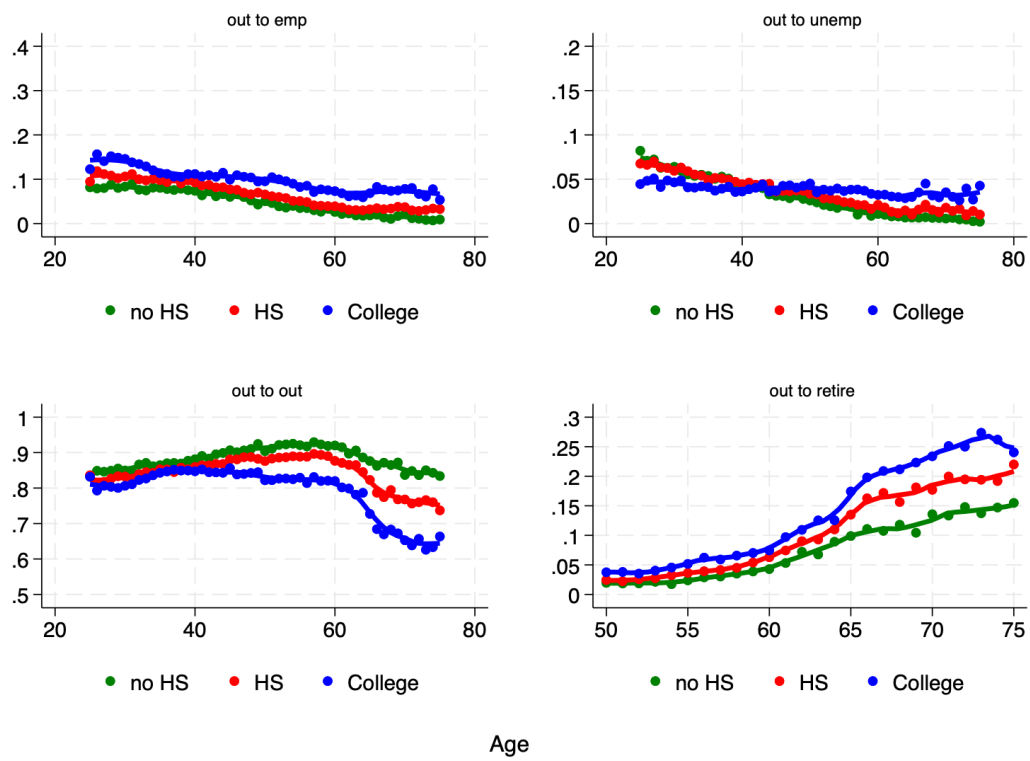 out to emp
.4
.3
.2
.1
0
20 40 60 80
no HS HS College
out to unemp
.2
.15
.1
.05
0
20 40 60 80
no HS HS College
out to out
1
.9
.8
.7
.6
.5
20 40 60 80
no HS HS College
out to retire
.3
.25
.2
.15
.1
.05
0
50 55 60 65 70 75
no HS HS College
Age